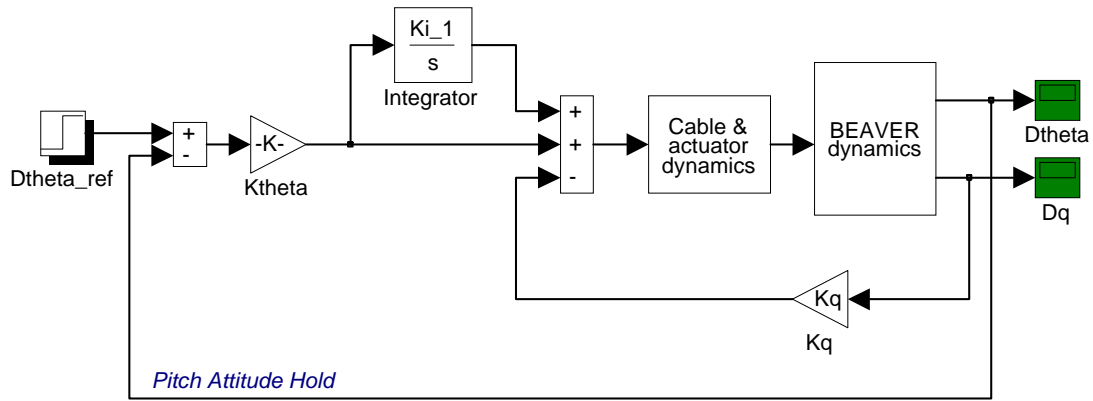 Ki_1
s
Integrator
+
-
Dtheta_ref
-K-
Ktheta
+
+
-
Cable &
actuator
dynamics
BEAVER
dynamics
Dtheta
Dq
Kq
Kq
Pitch Attitude Hold